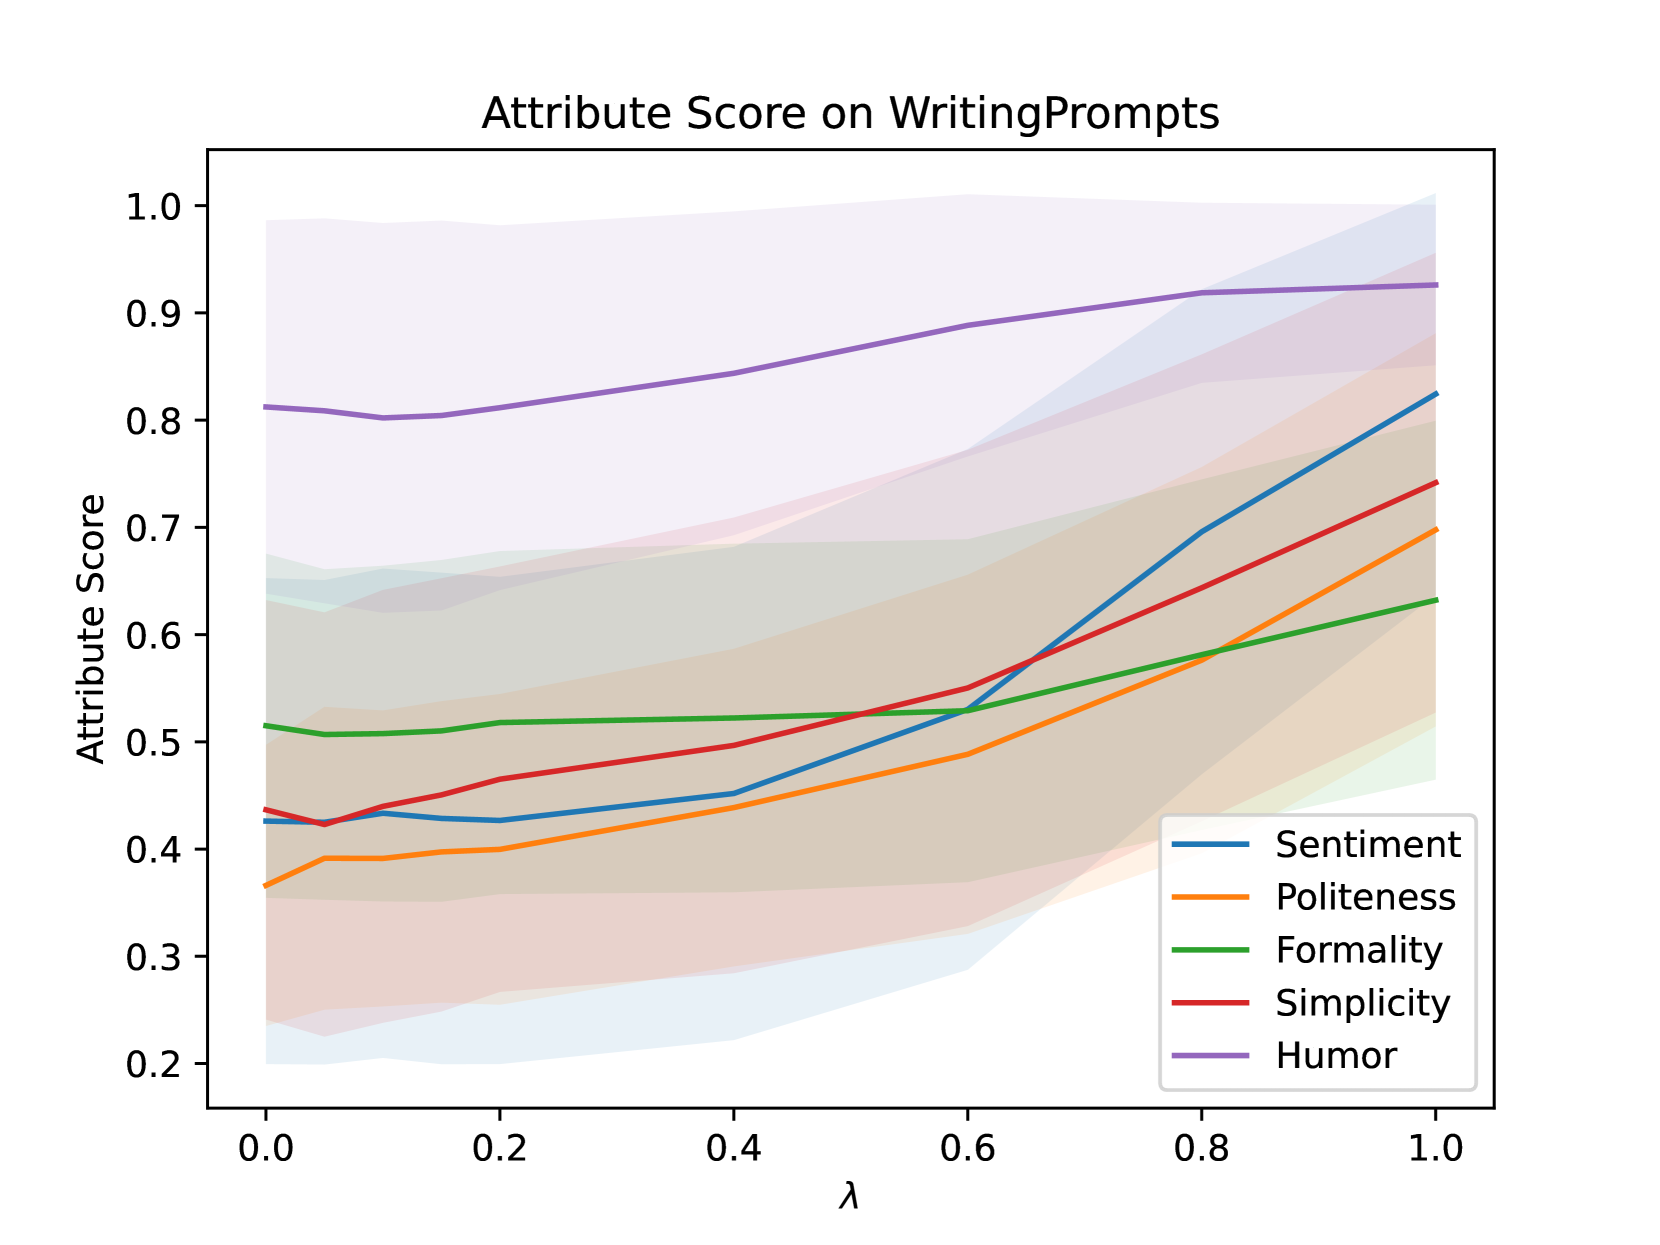 Attribute Score on WritingPrompts
Attribute Score
1.0
0.9
0.8
0.7
0.6
0.5
0.4
0.3
0.2
0.0 0.2 0.4 0.6 0.8 1.0
λ
Sentiment
Politeness
Formality
Simplicity
Humor